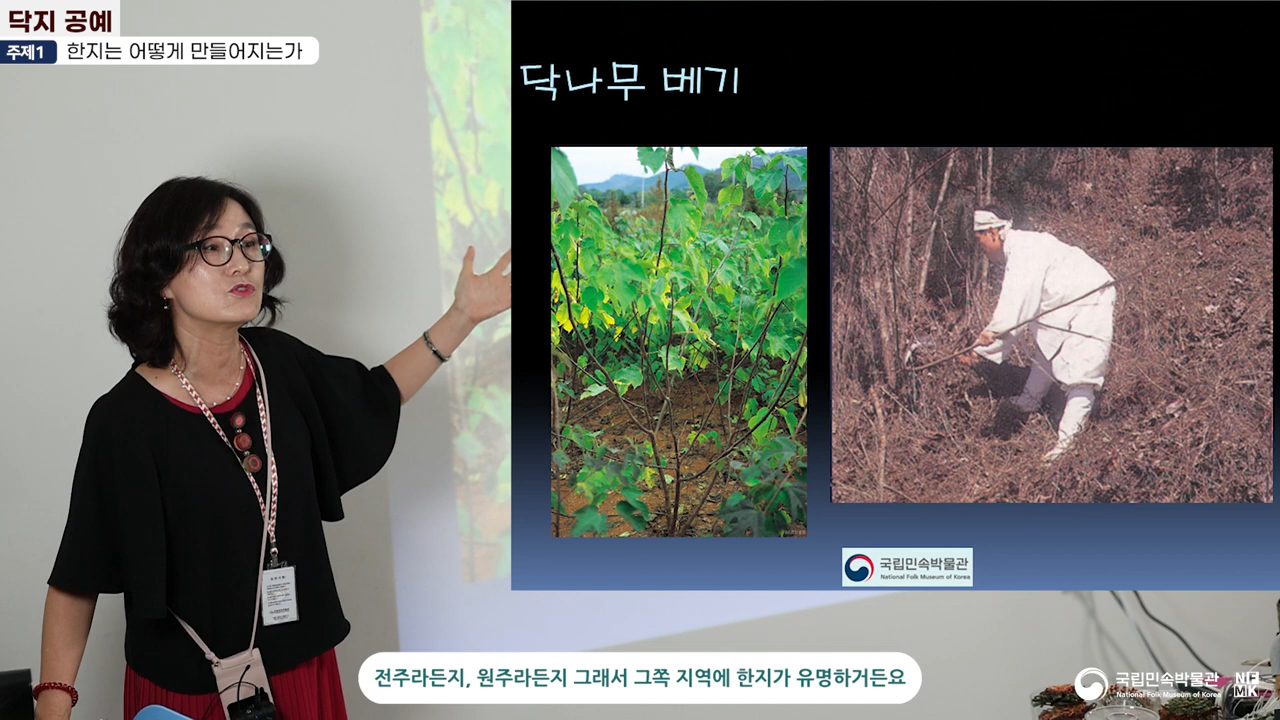 닥지 공예
주제1 한지는 어떻게 만들어지는가
닥나무 베기
국립민속박물관
National Folk Museum of Korea
전주라든지, 원주라든지 그래서 그쪽 지역에 한지가 유명하거든요
국립민속박물관
National Folk Museum of Korea
NF
MK